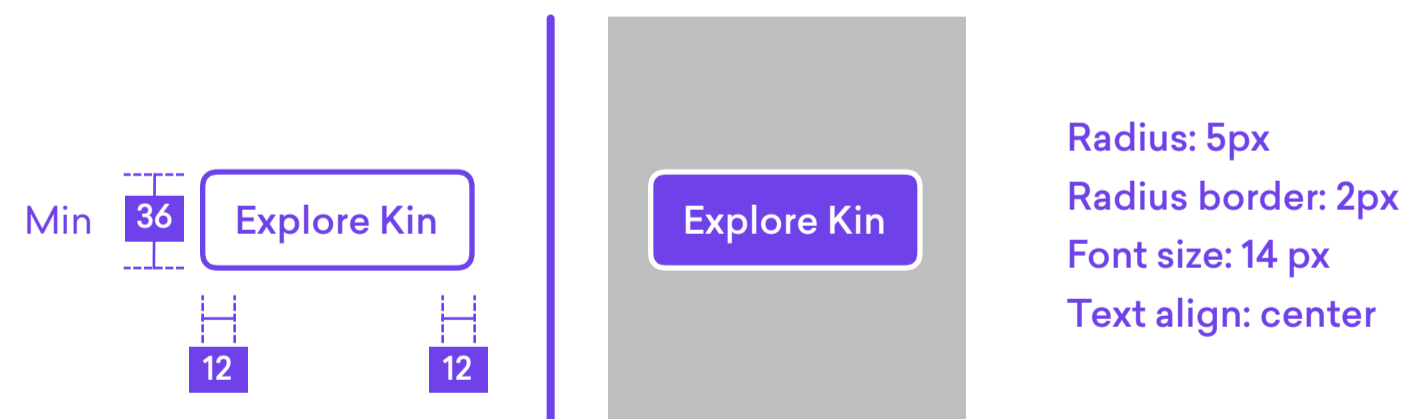 Min
36
Explore Kin
12
12
Explore Kin
Radius: 5px
Radius border: 2px
Font size: 14 px
Text align: center